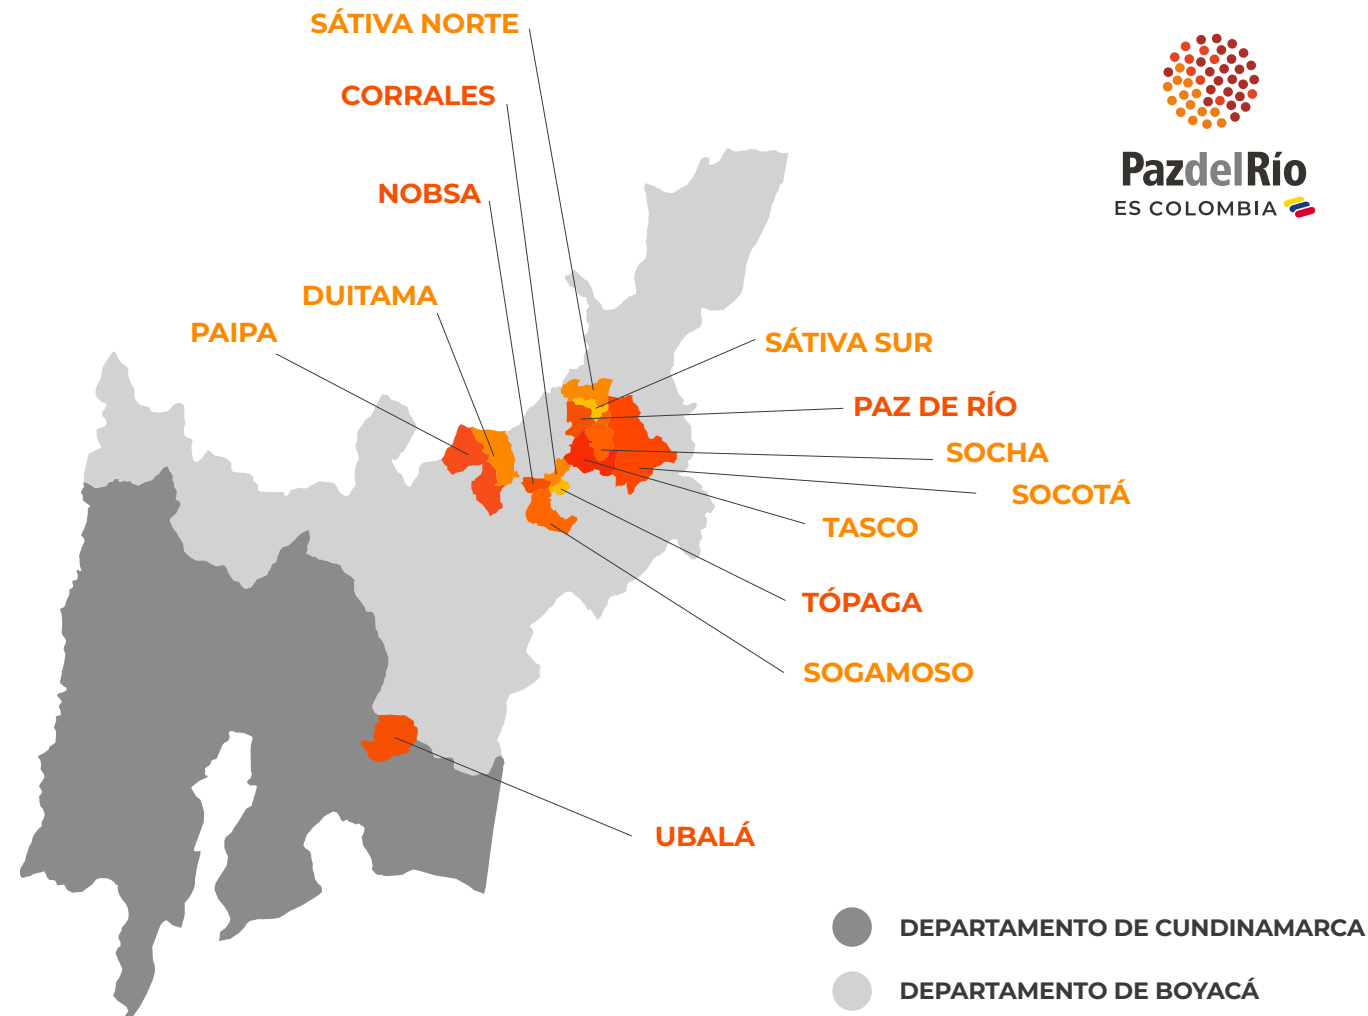 SÁTIVA NORTE
CORRALES
NOBSA
DUITAMA
PAIPA
PazdelRío
ES COLOMBIA
SÁTIVA SUR
PAZ DE RÍO
SOCHA
SOCOTÁ
TASCO
TÓPAGA
SOGAMOSO
UBALÁ
DEPARTAMENTO DE CUNDINAMARCA
DEPARTAMENTO DE BOYACÁ